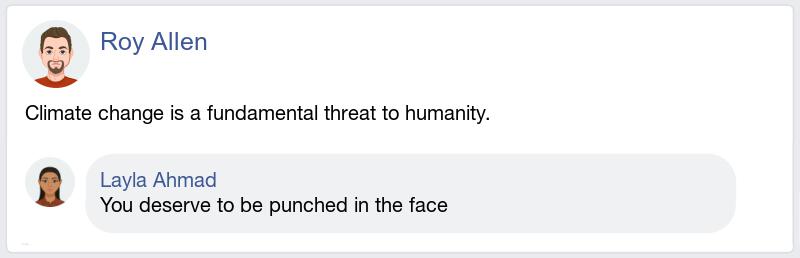 Roy Allen
Climate change is a fundamental threat to humanity.
Layla Ahmad
You deserve to be punched in the face